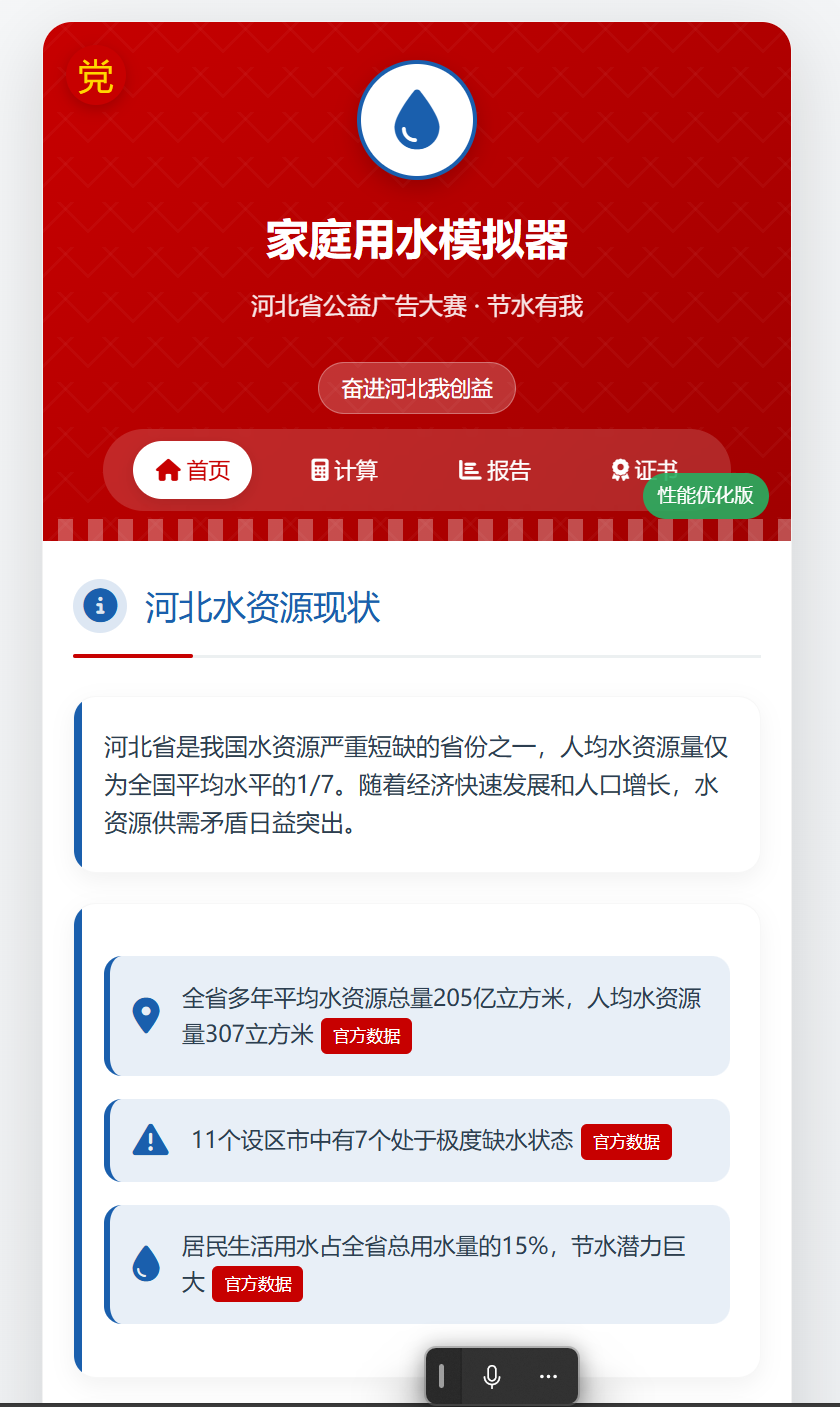 党
家庭用水模拟器
河北省公益广告大赛 · 节水有我
奋进河北我创益
首页 计算 报告 证书
性能优化版
河北水资源现状
河北省是我国水资源严重短缺的省份之一，人均水资源量仅
为全国平均水平的1/7。随着经济快速发展和人口增长，水
资源供需矛盾日益突出。
全省多年平均水资源总量205亿立方米，人均水资源
量307立方米 官方数据
11个设区市中有7个处于极度缺水状态 官方数据
居民生活用水占全省总用水量的15%，节水潜力巨
大 官方数据